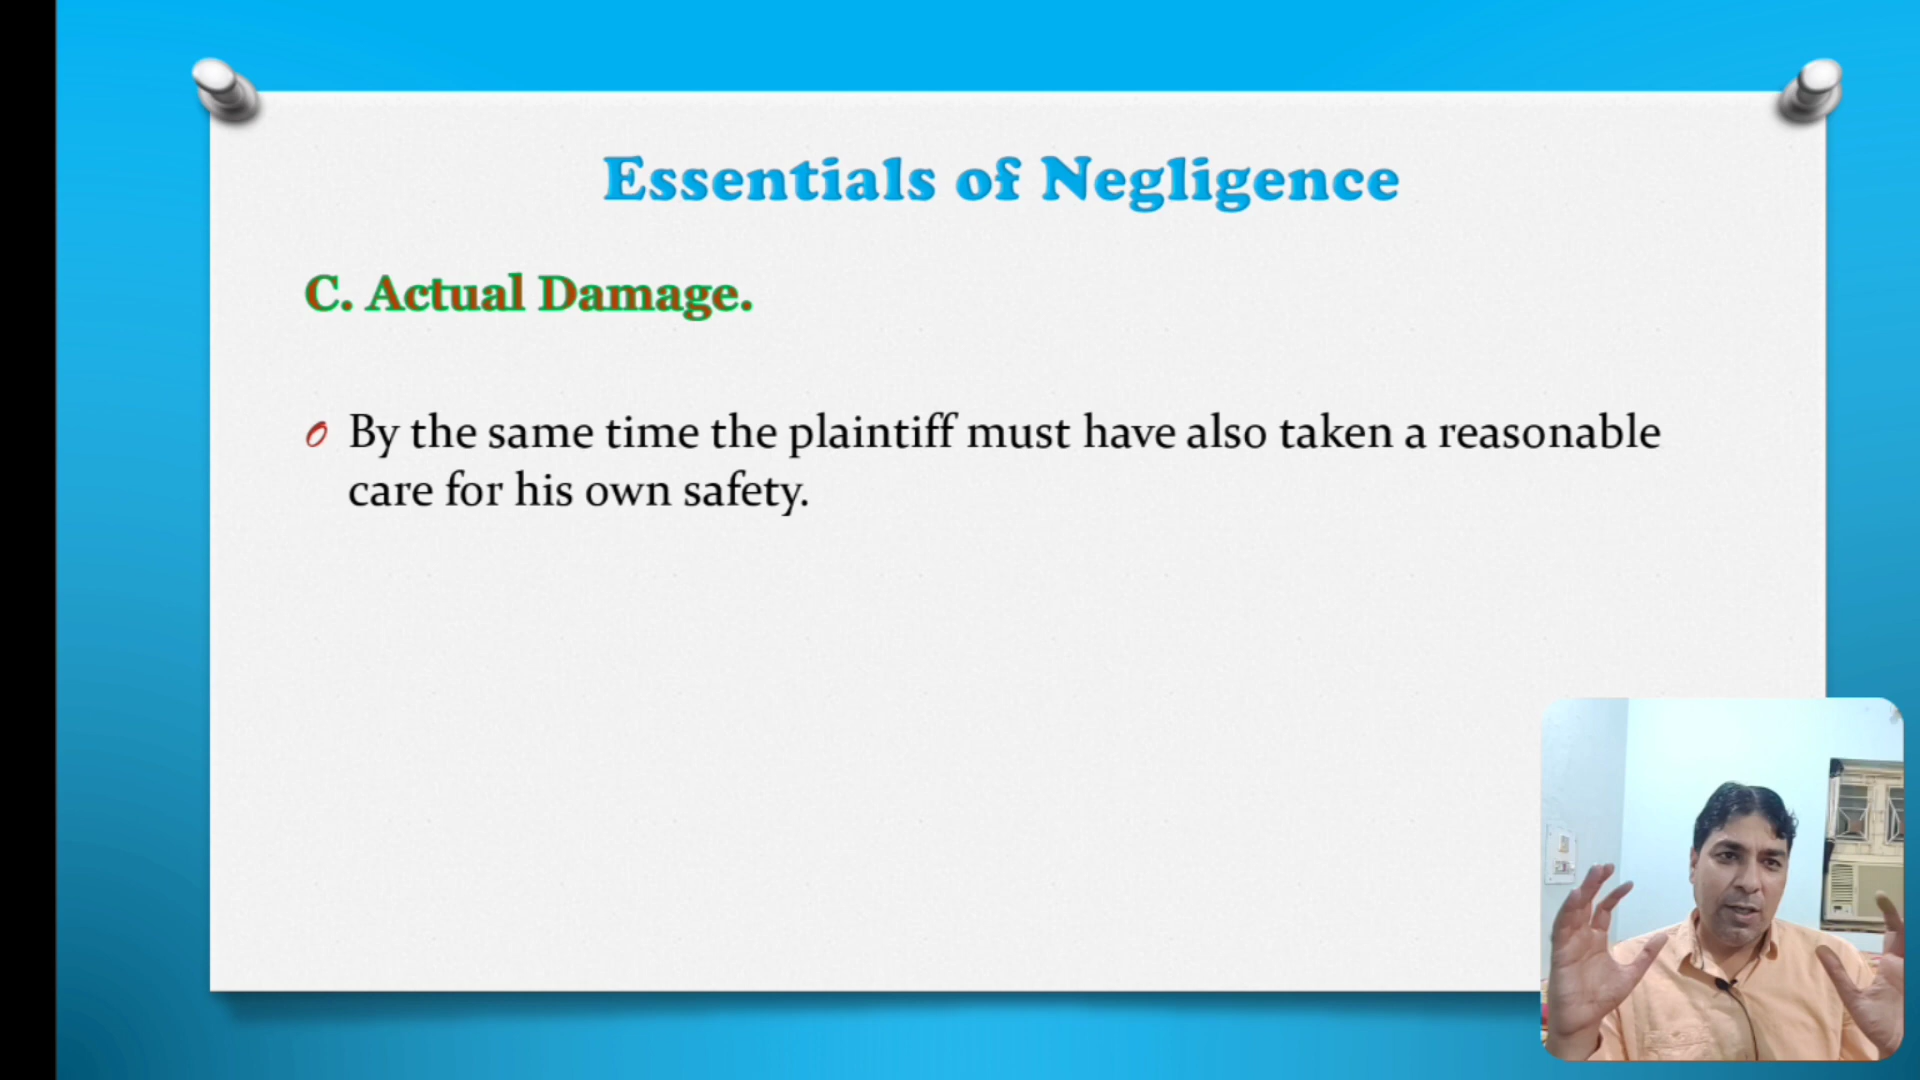 Essentials of Negligence
C. Actual Damage.
By the same time the plaintiff must have also taken a reasonable
care for his own safety.